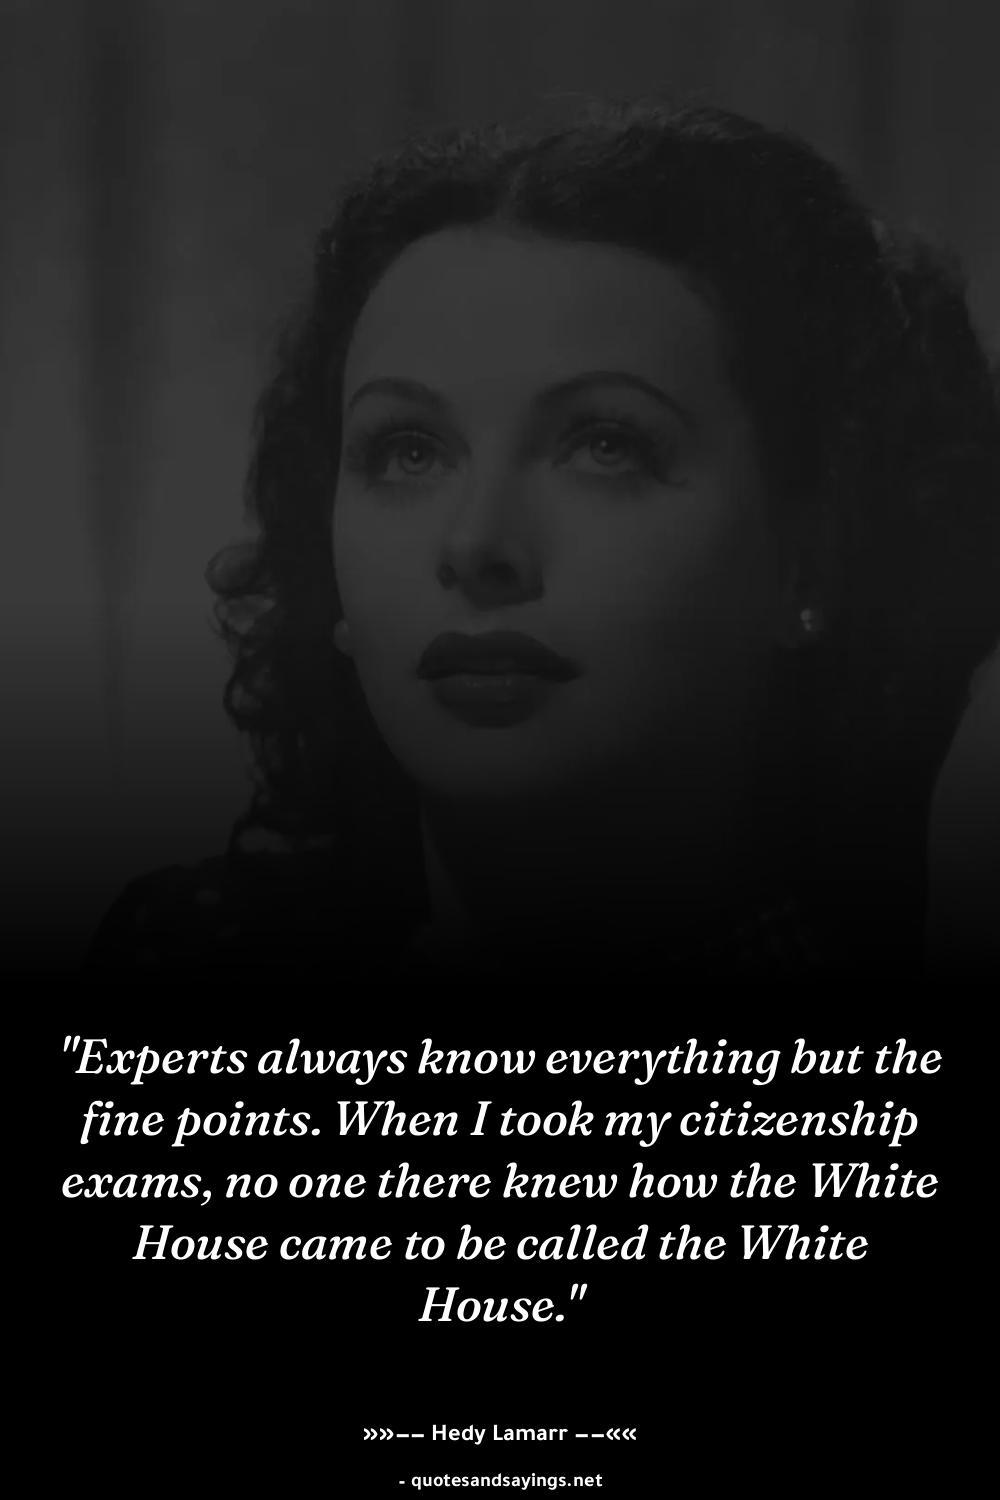 "Experts always know everything but the
fine points. When I took my citizenship
exams, no one there knew how the White
House came to be called the White
House."
»»−− Hedy Lamarr −−««
- quotesandsayings.net